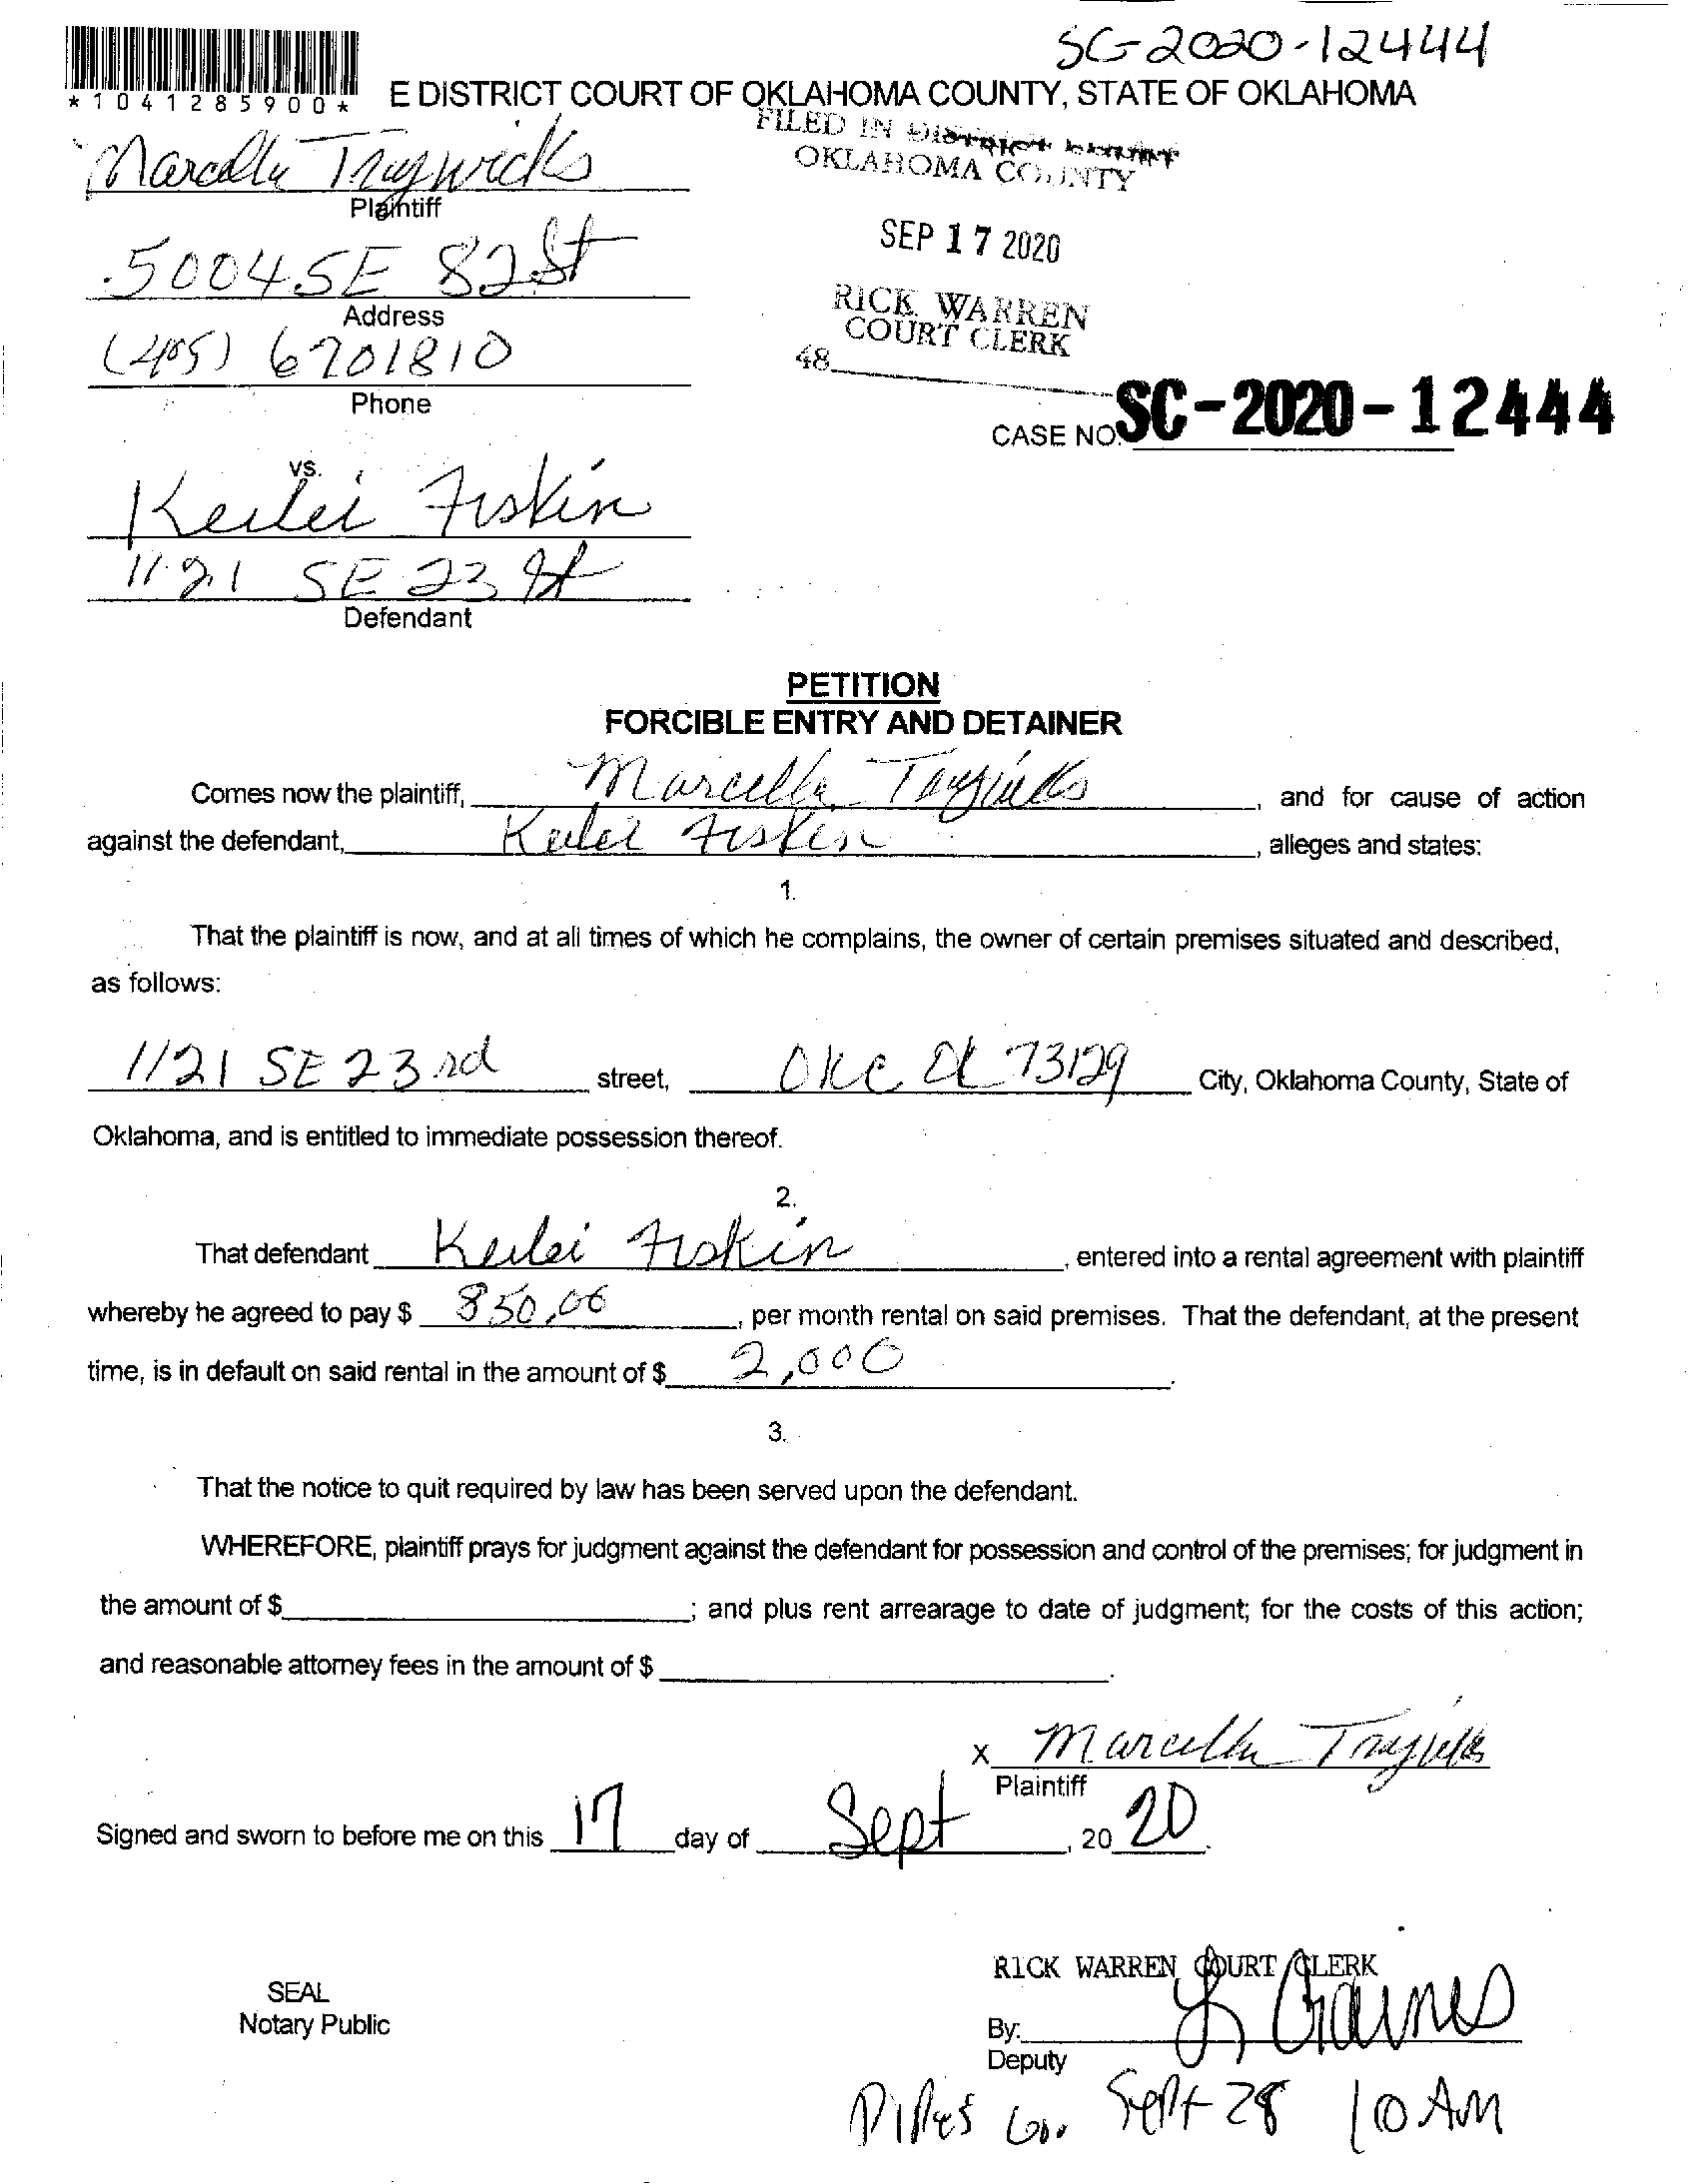 SC-2020-12444
*1041285900*
E DISTRICT COURT OF OKLAHOMA COUNTY, STATE OF OKLAHOMA
FILED IN DISTRICT COURT
OKLAHOMA COUNTY
Marcella
Plaintiff
SEP 17 2020
5004 SE 82 St
Address
RICK WARREN
COURT CLERK
(405) 6701810
Phone
48
CASE NO. SC-2020-12444
vs.
Keilei Fiskin
1121 SE 23 St
Defendant
PETITION
FORCIBLE ENTRY AND DETAINER
Comes now the plaintiff, Marcella , and for cause of action
against the defendant, Keilei Fiskin , alleges and states:
1.
That the plaintiff is now, and at all times of which he complains, the owner of certain premises situated and described,
as follows:
1121 SE 23rd street, OKC OK 73129 City, Oklahoma County, State of
Oklahoma, and is entitled to immediate possession thereof.
2.
That defendant Keilei Fiskin , entered into a rental agreement with plaintiff
whereby he agreed to pay $ 850.00 , per month rental on said premises. That the defendant, at the present
time, is in default on said rental in the amount of $ 2,000 .
3.
That the notice to quit required by law has been served upon the defendant.
WHEREFORE, plaintiff prays for judgment against the defendant for possession and control of the premises; for judgment in
the amount of $ ; and plus rent arrearage to date of judgment; for the costs of this action;
and reasonable attorney fees in the amount of $ .
x Marcella
Plaintiff
Signed and sworn to before me on this 17 day of Sept , 20 20.
RICK WARREN COURT CLERK
SEAL
Notary Public
By:
Deputy
Sept 28 10 AM